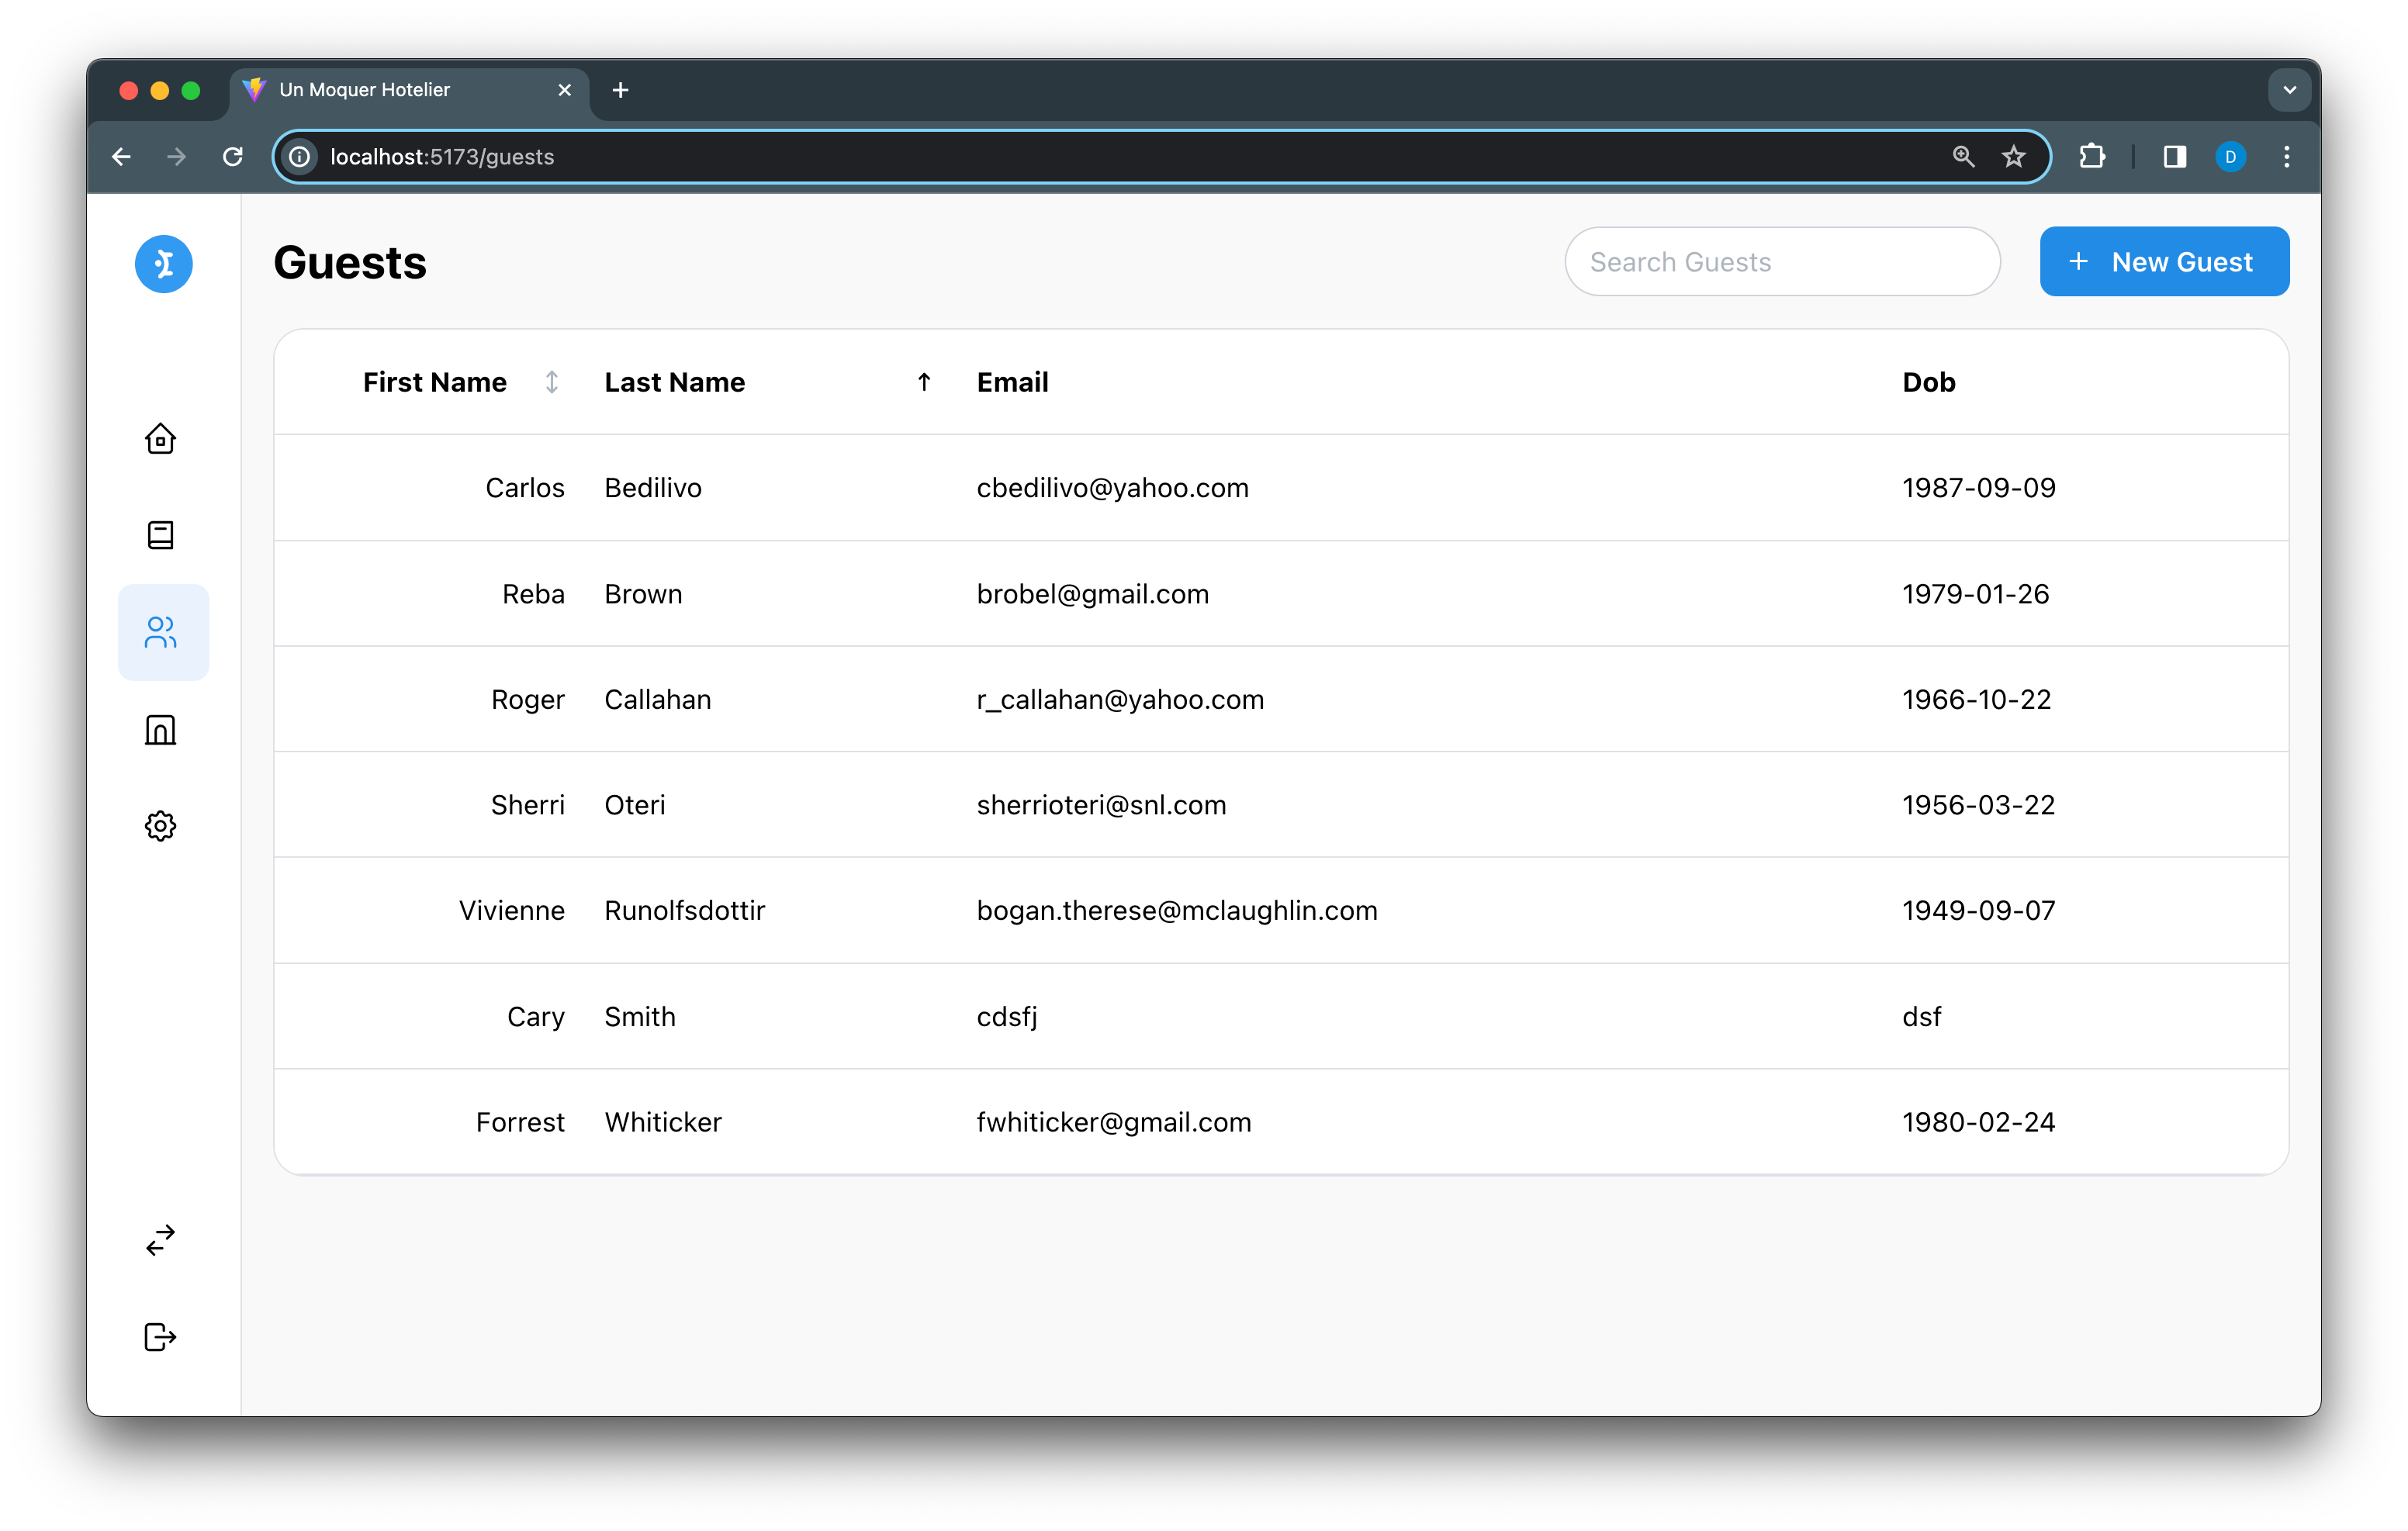 Un Moquer Hotelier
localhost:5173/guests
D
Guests
Search Guests
+ New Guest
First Name Last Name Email Dob
Carlos Bedilivo cbedilivo@yahoo.com 1987-09-09
Reba Brown brobel@gmail.com 1979-01-26
Roger Callahan r_callahan@yahoo.com 1966-10-22
Sherri Oteri sherrioteri@snl.com 1956-03-22
Vivienne Runolfsdottir bogan.therese@mclaughlin.com 1949-09-07
Cary Smith cdsfj dsf
Forrest Whiticker fwhiticker@gmail.com 1980-02-24